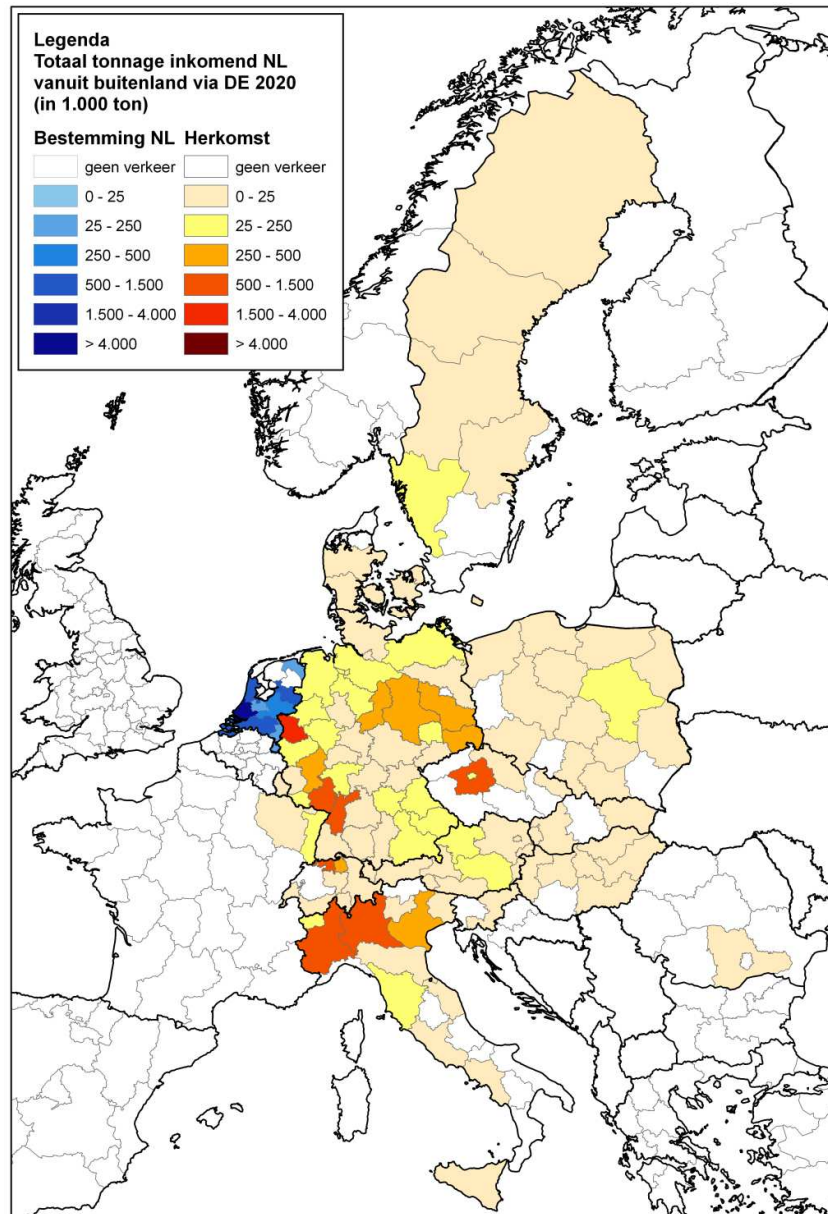 Legenda
Totaal tonnage inkomend NL
vanuit buitenland via DE 2020
(in 1.000 ton)
Bestemming NL Herkomst
geen verkeer geen verkeer
0 - 25 0 - 25
25 - 250 25 - 250
250 - 500 250 - 500
500 - 1.500 500 - 1.500
1.500 - 4.000 1.500 - 4.000
> 4.000 > 4.000